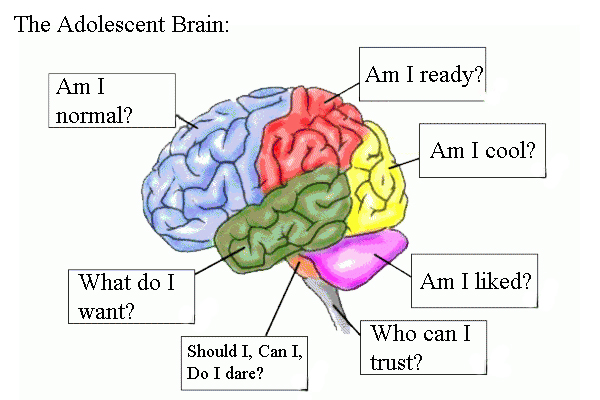 The Adolescent Brain:
Am I ready?
Am I
normal?
Am I cool?
What do I
want?
Am I liked?
Should I, Can I,
Do I dare?
Who can I
trust?